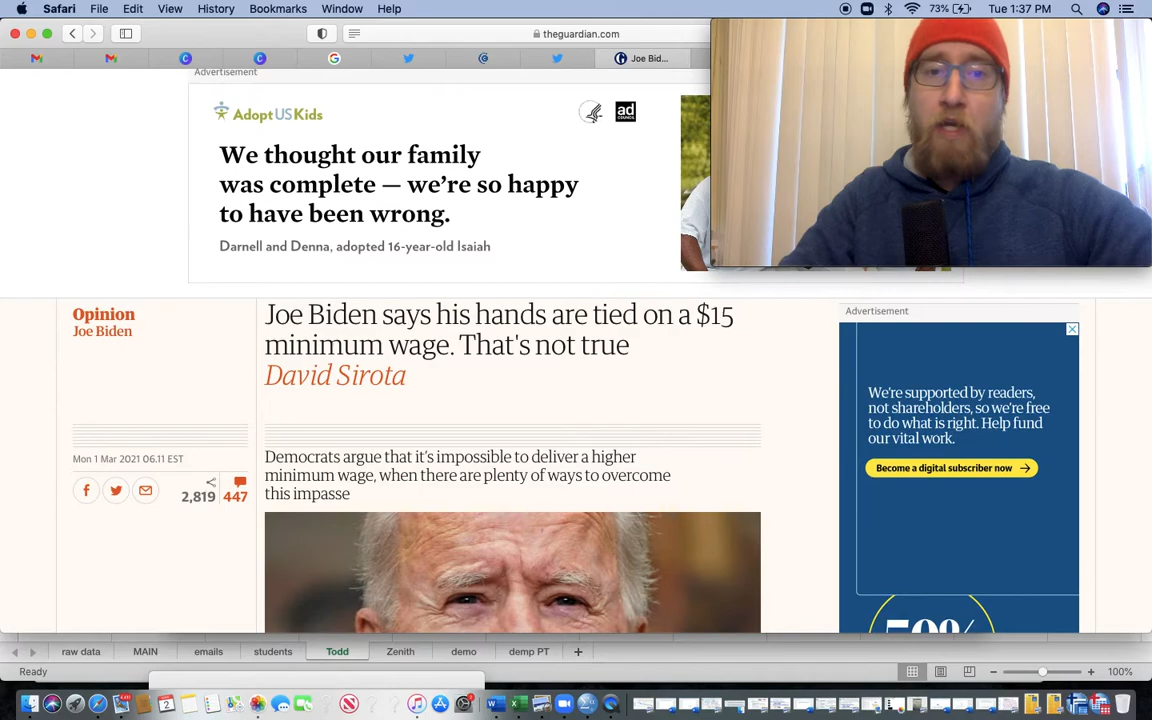 Safari File Edit View History Bookmarks Window Help 73% Tue 1:37 PM
theguardian.com
Joe Bid...
Advertisement
AdoptUSKids
ad
COUNCIL
We thought our family
was complete — we're so happy
to have been wrong.
Darnell and Denna, adopted 16-year-old Isaiah
Opinion
Joe Biden
Joe Biden says his hands are tied on a $15
minimum wage. That's not true
David Sirota
Mon 1 Mar 2021 06.11 EST
2,819 447
Democrats argue that it's impossible to deliver a higher
minimum wage, when there are plenty of ways to overcome
this impasse
Advertisement
We're supported by readers,
not shareholders, so we're free
to do what is right. Help fund
our vital work.
Become a digital subscriber now
50%
raw data MAIN emails students Todd Zenith demo demp PT
Ready 100%